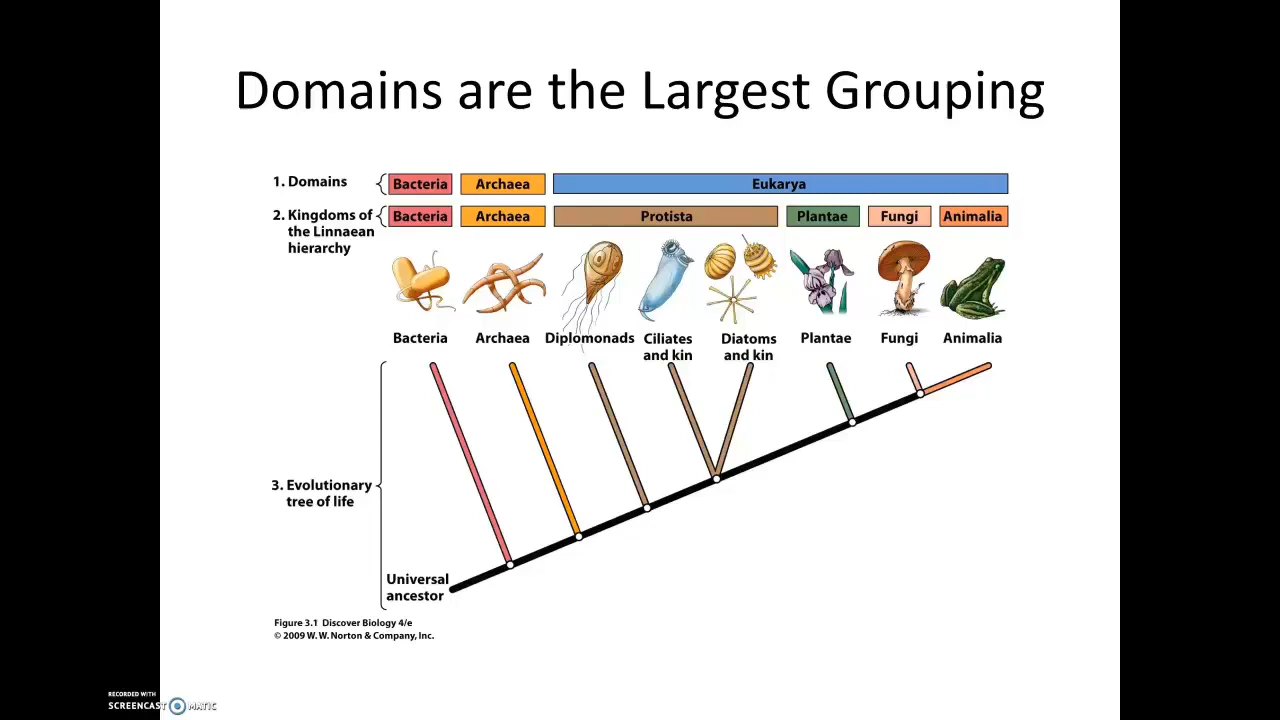 Domains are the Largest Grouping
1. Domains
Bacteria
Archaea
Eukarya
2. Kingdoms of
the Linnaean
hierarchy
Bacteria
Archaea
Protista
Plantae
Fungi
Animalia
Bacteria
Archaea
Diplomonads
Ciliates
and kin
Diatoms
and kin
Plantae
Fungi
Animalia
3. Evolutionary
tree of life
Universal
ancestor
Figure 3.1 Discover Biology 4/e
© 2009 W. W. Norton & Company, Inc.
RECORDED WITH
SCREENCAST MATIC